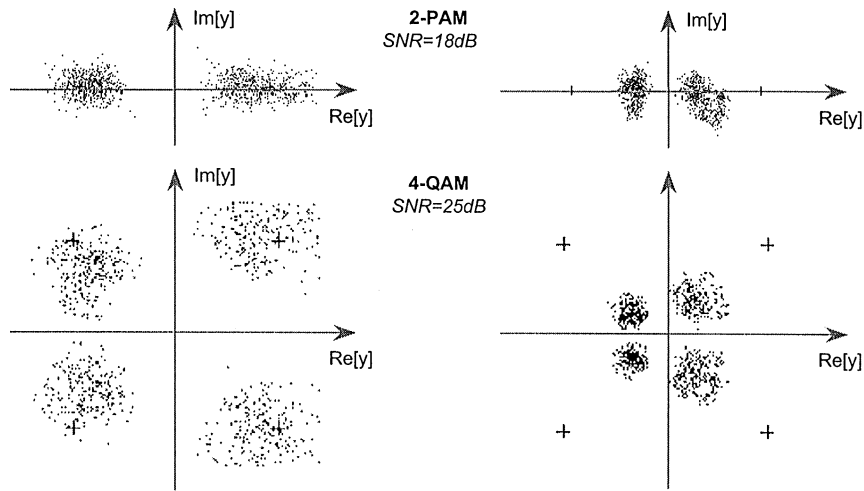 Im[y]
2-PAM
SNR=18dB
Im[y]
Re[y]
Re[y]
Im[y]
4-QAM
SNR=25dB
Im[y]
Re[y]
Re[y]